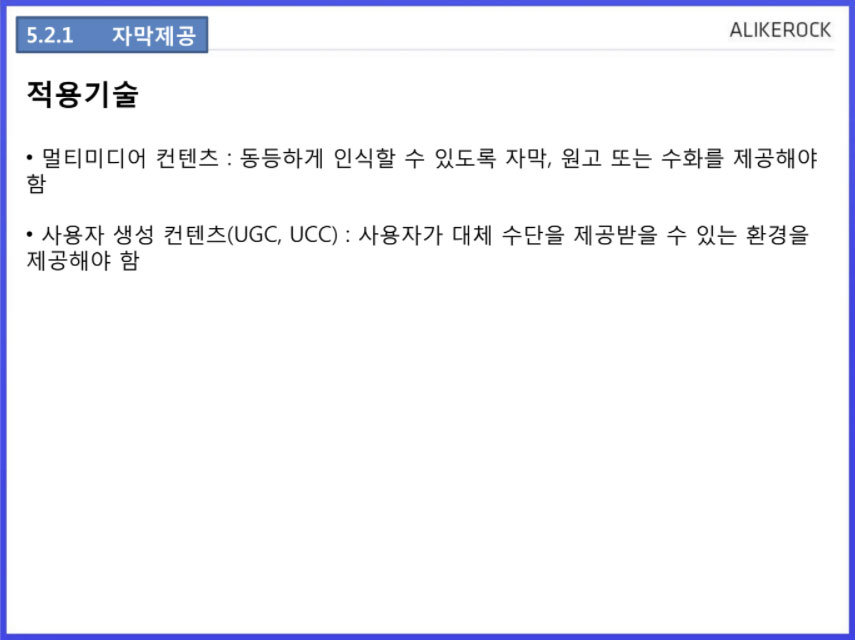 5.2.1 자막제공
ALIKEROCK
적용기술
• 멀티미디어 컨텐츠 : 동등하게 인식할 수 있도록 자막, 원고 또는 수화를 제공해야
함
• 사용자 생성 컨텐츠(UGC, UCC) : 사용자가 대체 수단을 제공받을 수 있는 환경을
제공해야 함